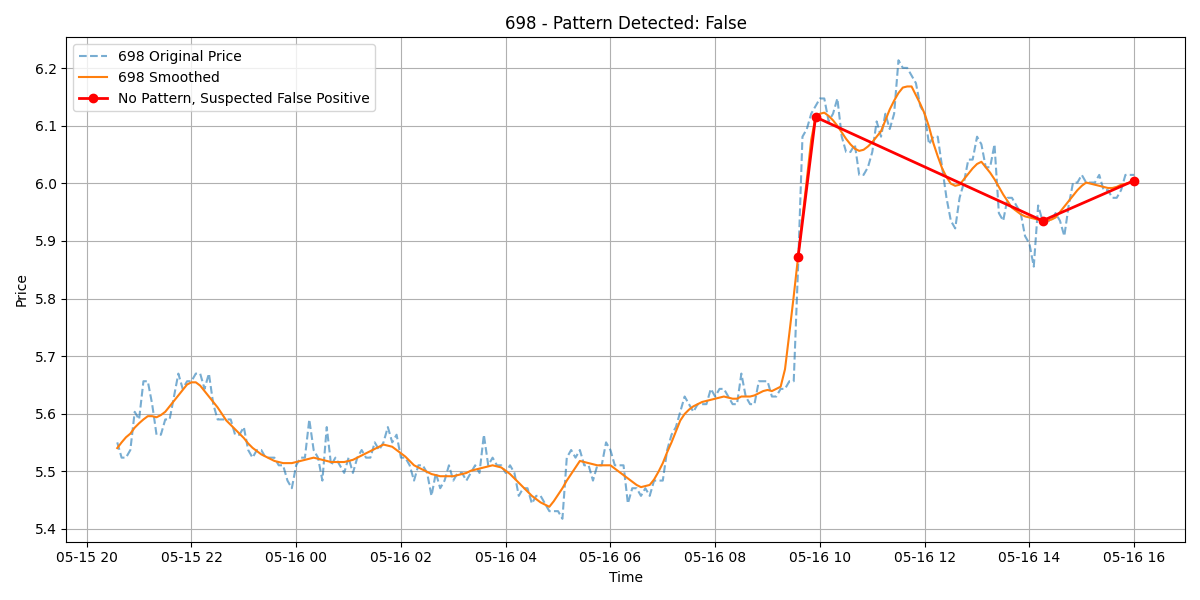 698 - Pattern Detected: False
698 Original Price
698 Smoothed
No Pattern, Suspected False Positive
Price
6.2
6.1
6.0
5.9
5.8
5.7
5.6
5.5
5.4
05-15 20 05-15 22 05-16 00 05-16 02 05-16 04 05-16 06 05-16 08 05-16 10 05-16 12 05-16 14 05-16 16
Time